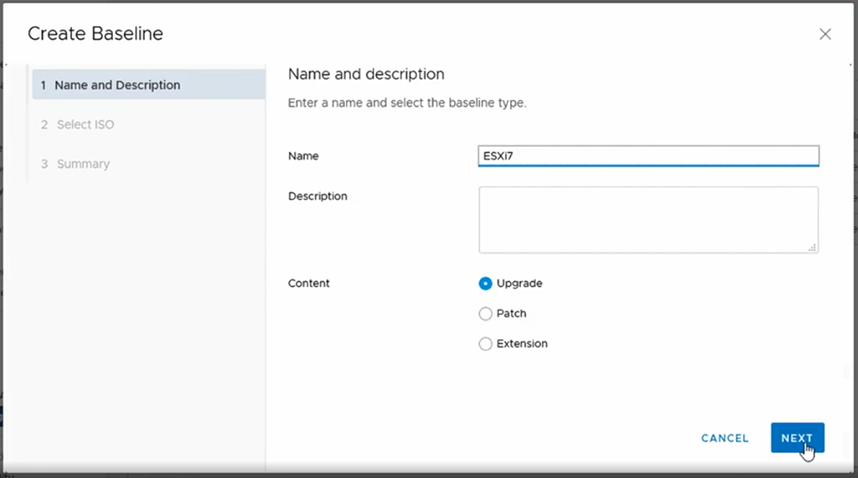 Create Baseline
1 Name and Description
2 Select ISO
3 Summary
Name and description
Enter a name and select the baseline type.
Name
ESXi7
Description
Content
Upgrade
Patch
Extension
CANCEL
NEXT